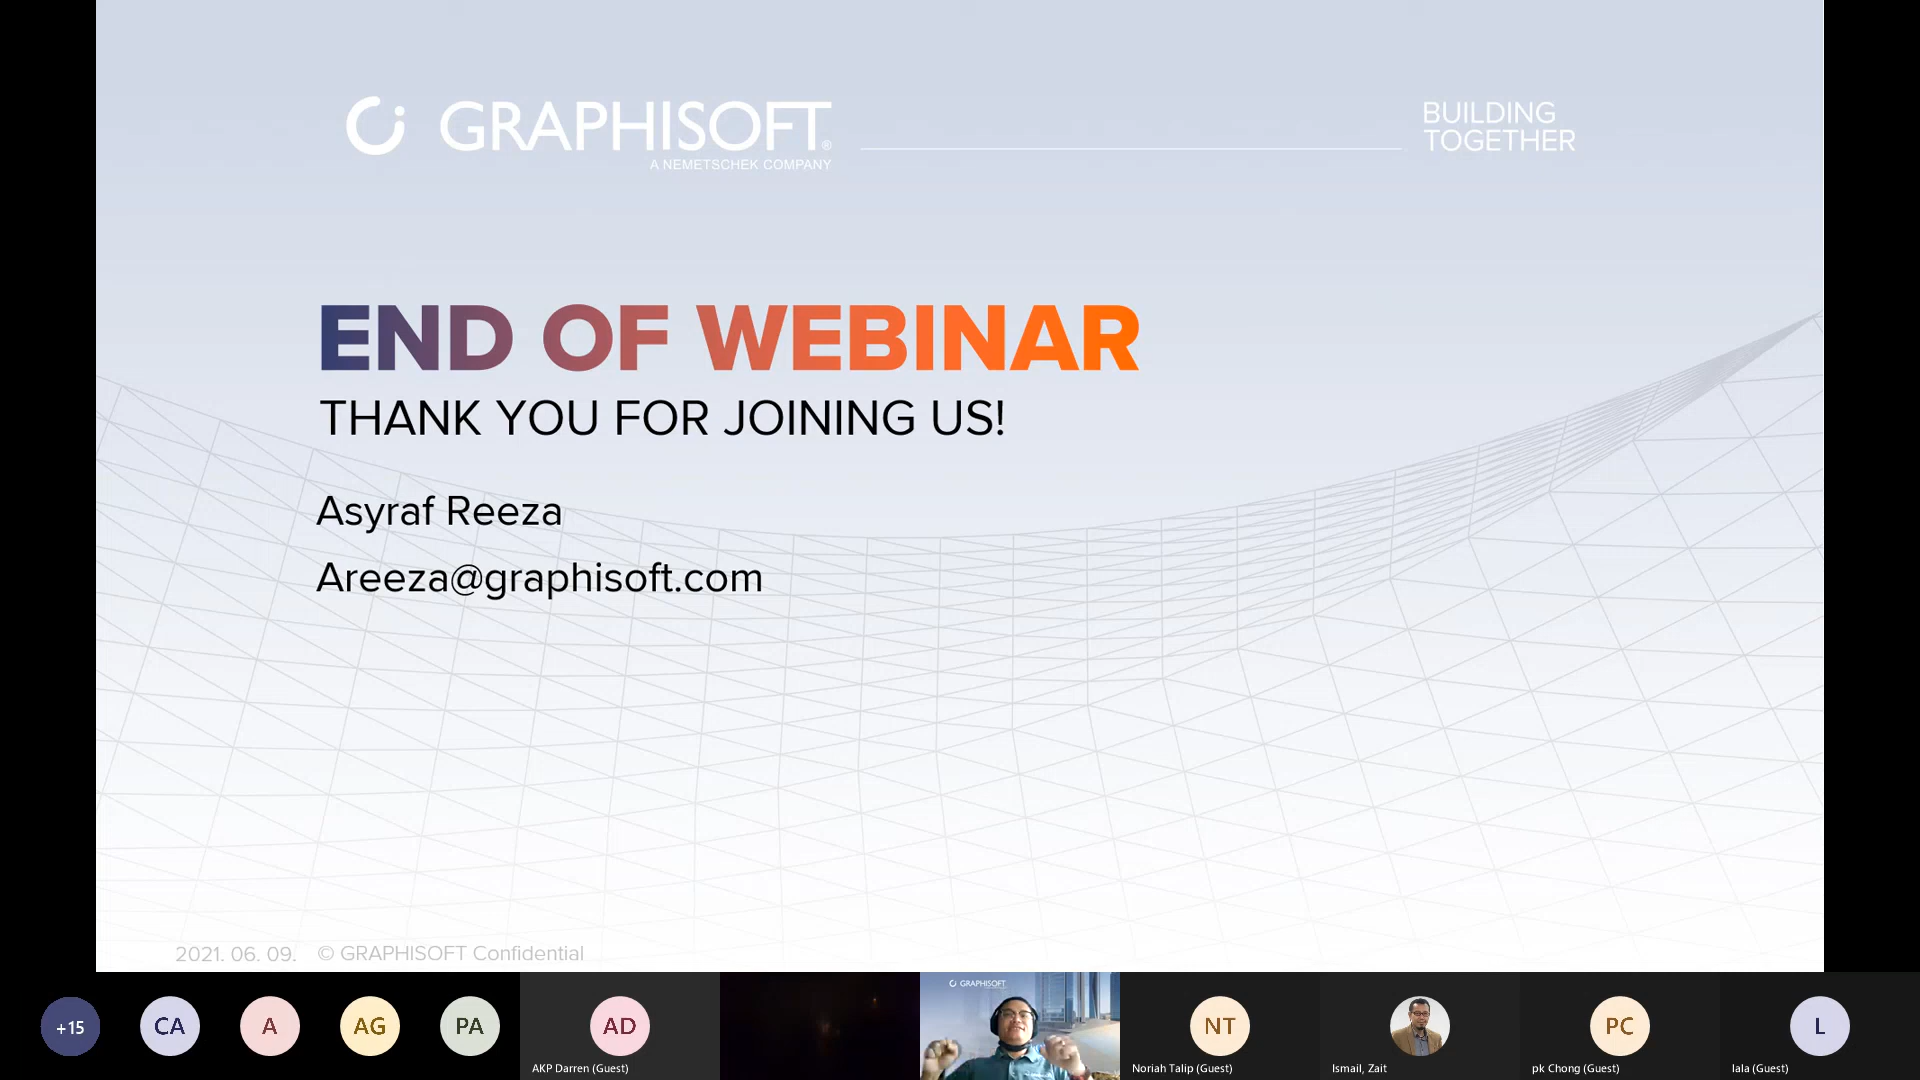 GRAPHISOFT®
A NEMETSCHEK COMPANY
BUILDING
TOGETHER
END OF WEBINAR
THANK YOU FOR JOINING US!
Asyraf Reeza
Areeza@graphisoft.com
2021. 06. 09. © GRAPHISOFT Confidential
+15
CA
A
AG
PA
AD
AKP Darren (Guest)
GRAPHISOFT
NT
Noriah Talip (Guest)
Ismail, Zait
PC
pk Chong (Guest)
L
lala (Guest)